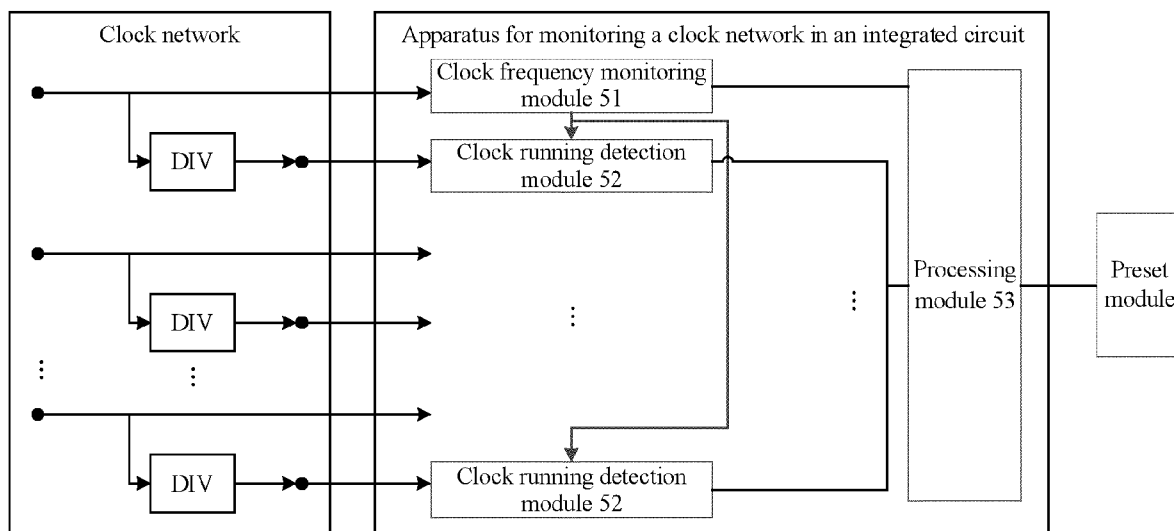 Clock network
Apparatus for monitoring a clock network in an integrated circuit
Clock frequency monitoring
module 51
DIV
Clock running detection
module 52
DIV
Processing
module 53
Preset
module
DIV
Clock running detection
module 52